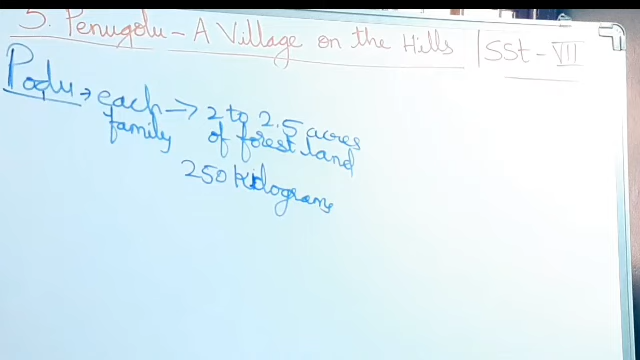 5. Penugolu - A Village on the Hills | SSt - VII
Podu → each → 2 to 2.5 acres
family of forest land
250 kilograms